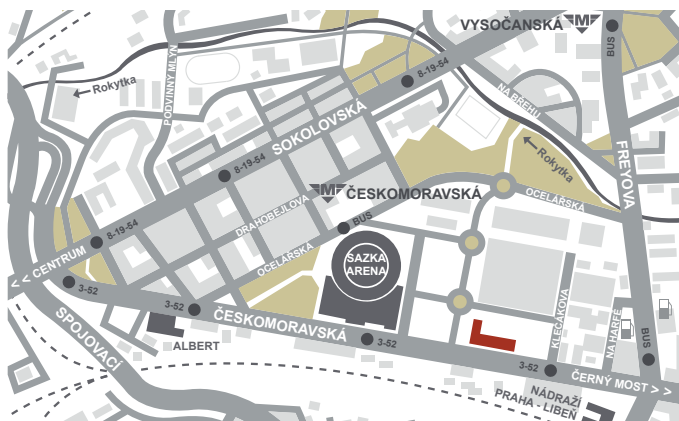 VYSOČANSKÁ
M
BUS
Rokytka
PODVINNÝ MLÝN
8-19-54
NA BŘEHU
SOKOLOVSKÁ
FREYOVA
Rokytka
8-19-54
M
ČESKOMORAVSKÁ
DRAHOBEJLOVA
OCELÁŘSKÁ
BUS
8-19-54
OCELÁŘSKÁ
<< CENTRUM
SAZKA
ARENA
3-52
3-52
ČESKOMORAVSKÁ
KLEČÁKOVA
NA HARFĚ
SPOJOVACÍ
ALBERT
3-52
BUS
3-52
ČERNÝ MOST >>
NÁDRAŽÍ
PRAHA - LIBEŇ